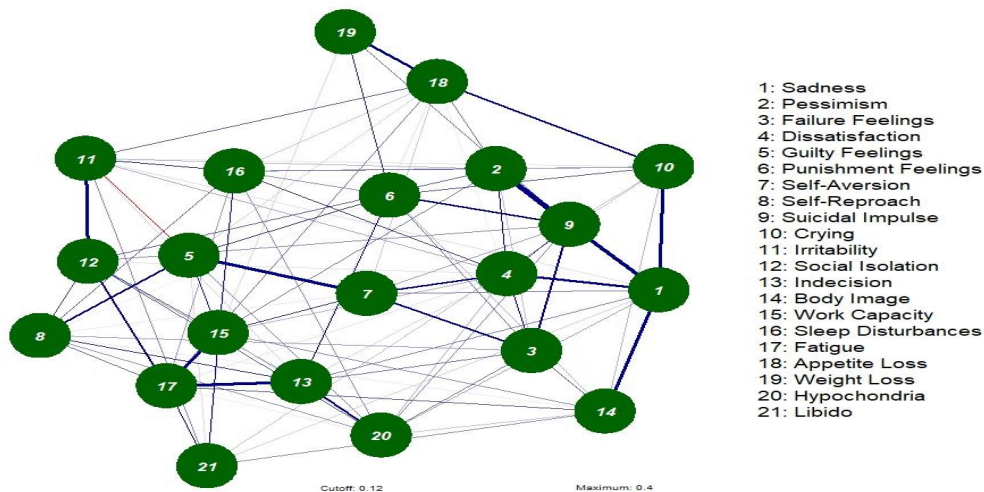 19
18
11
16
2
10
6
9
12
5
4
7
1
8
15
3
17
13
14
20
21
1: Sadness
2: Pessimism
3: Failure Feelings
4: Dissatisfaction
5: Guilty Feelings
6: Punishment Feelings
7: Self-Aversion
8: Self-Reproach
9: Suicidal Impulse
10: Crying
11: Irritability
12: Social Isolation
13: Indecision
14: Body Image
15: Work Capacity
16: Sleep Disturbances
17: Fatigue
18: Appetite Loss
19: Weight Loss
20: Hypochondria
21: Libido
Cutoff: 0.12
Maximum: 0.4